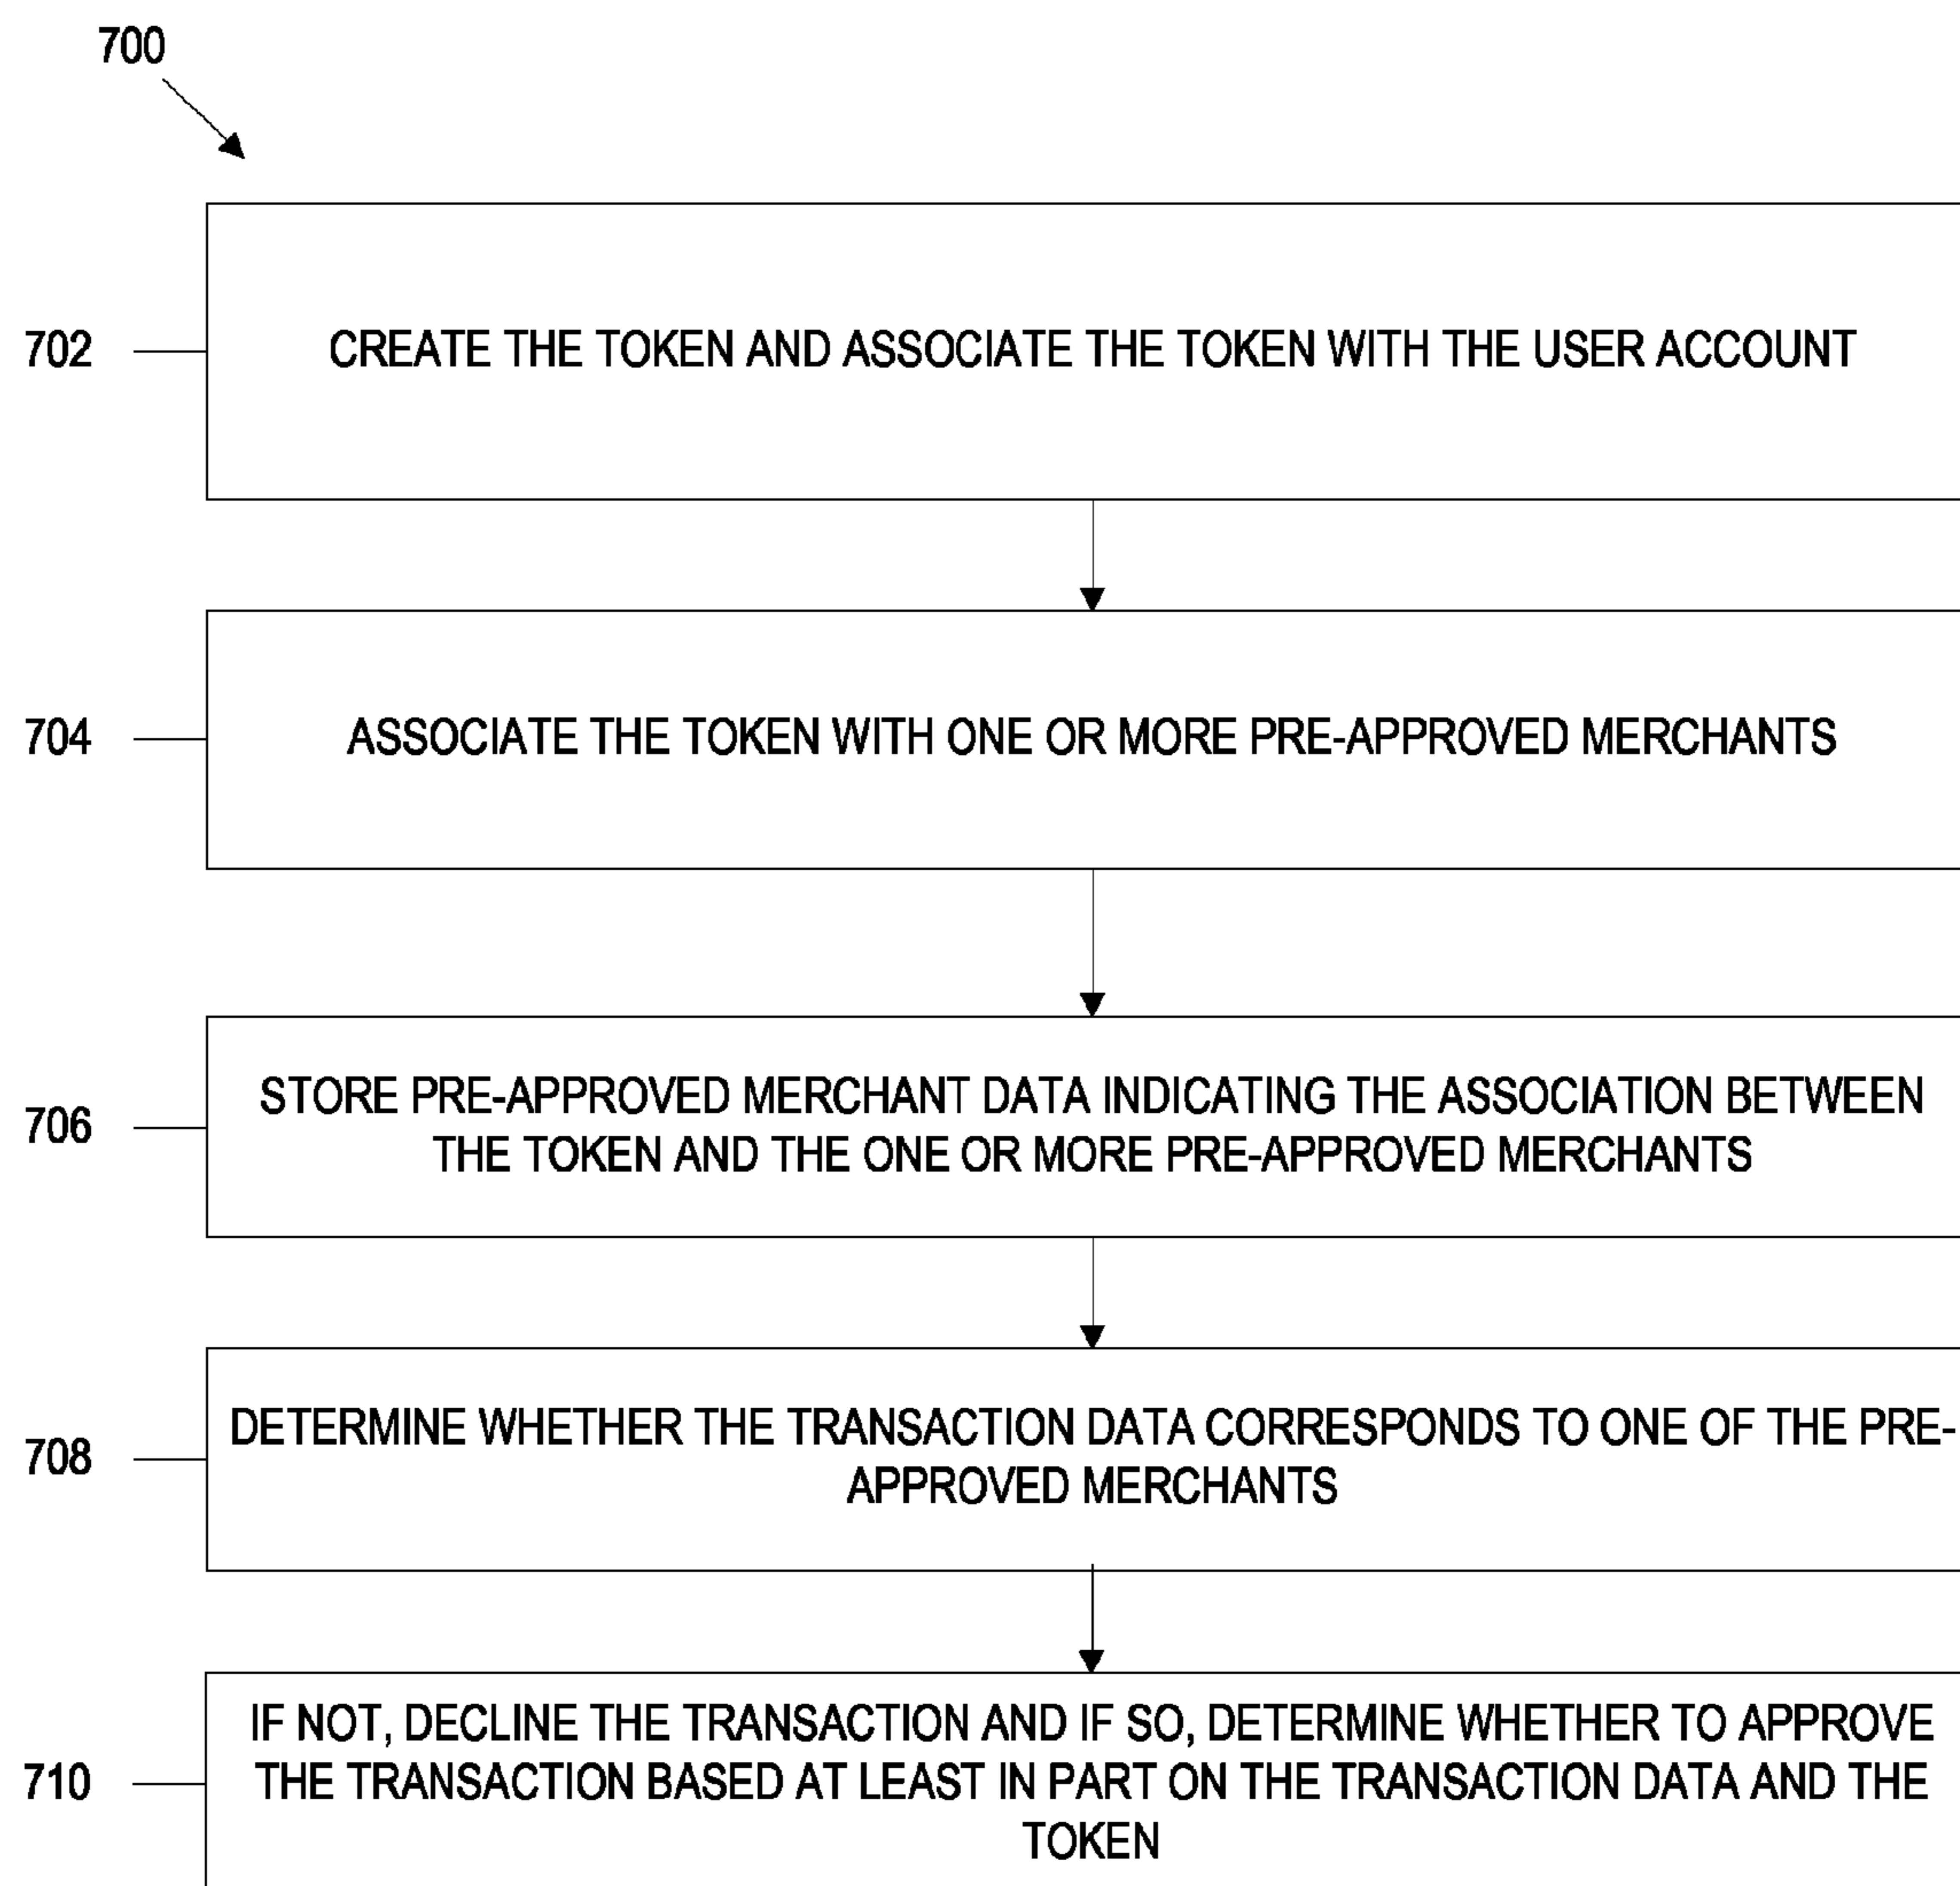 700
702
CREATE THE TOKEN AND ASSOCIATE THE TOKEN WITH THE USER ACCOUNT
704
ASSOCIATE THE TOKEN WITH ONE OR MORE PRE-APPROVED MERCHANTS
706
STORE PRE-APPROVED MERCHANT DATA INDICATING THE ASSOCIATION BETWEEN
THE TOKEN AND THE ONE OR MORE PRE-APPROVED MERCHANTS
708
DETERMINE WHETHER THE TRANSACTION DATA CORRESPONDS TO ONE OF THE PRE-
APPROVED MERCHANTS
710
IF NOT, DECLINE THE TRANSACTION AND IF SO, DETERMINE WHETHER TO APPROVE
THE TRANSACTION BASED AT LEAST IN PART ON THE TRANSACTION DATA AND THE
TOKEN